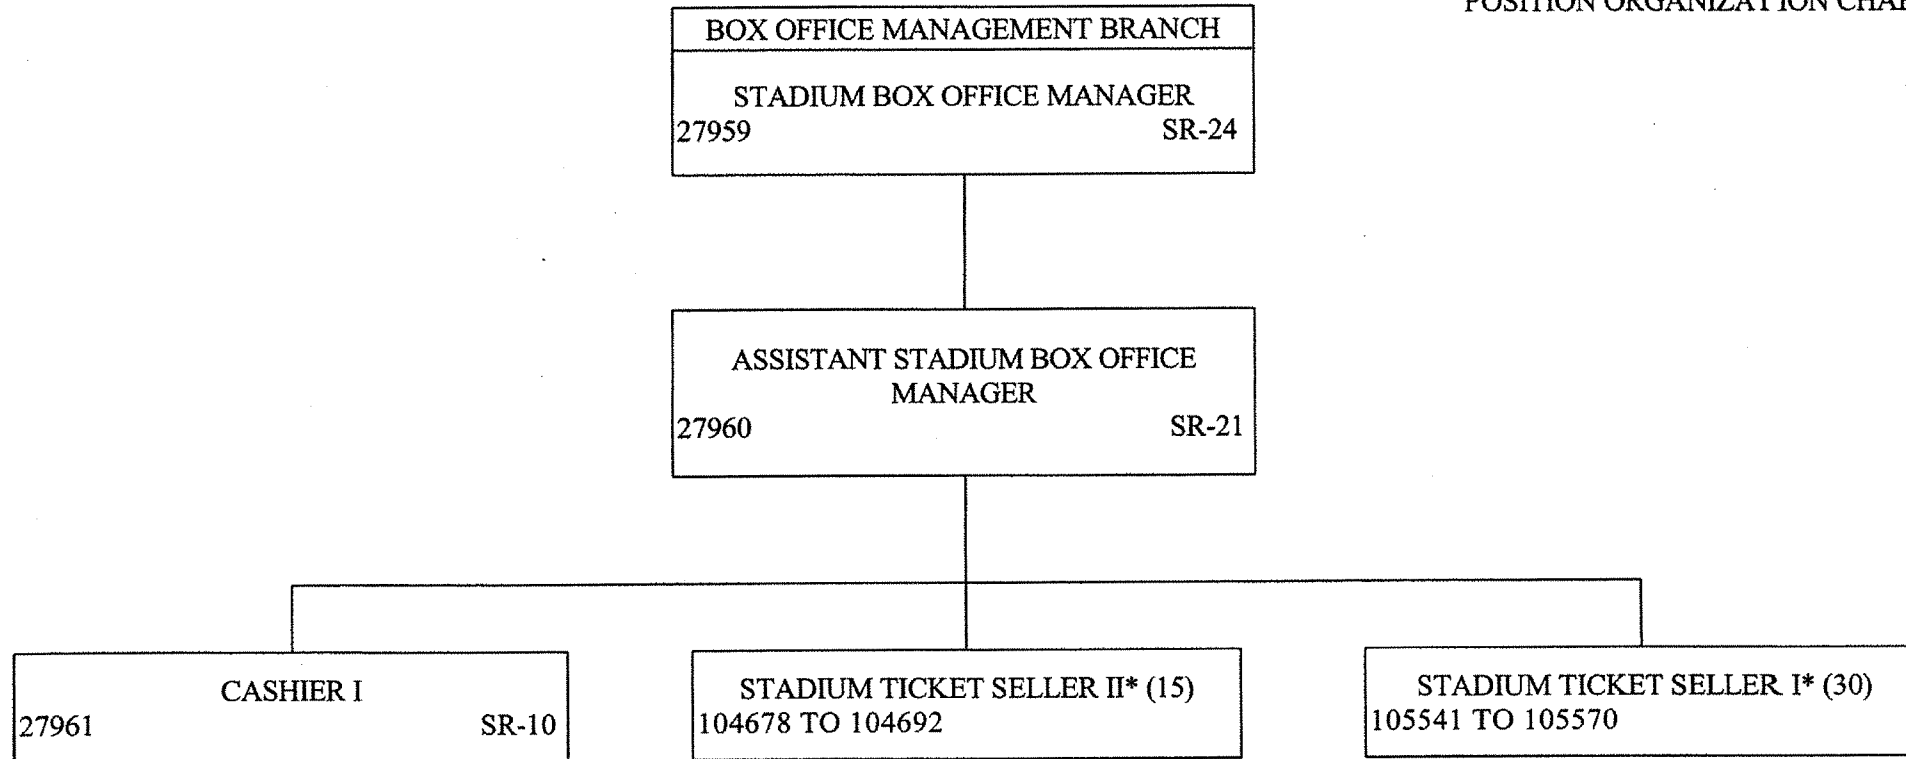 POSITION ORGANIZATION
BOX OFFICE MANAGEMENT BRANCH
STADIUM BOX OFFICE MANAGER
27959 SR-24
ASSISTANT STADIUM BOX OFFICE
MANAGER
27960 SR-21
CASHIER I
27961 SR-10
STADIUM TICKET SELLER II* (15)
104678 TO 104692
STADIUM TICKET SELLER I* (30)
105541 TO 105570